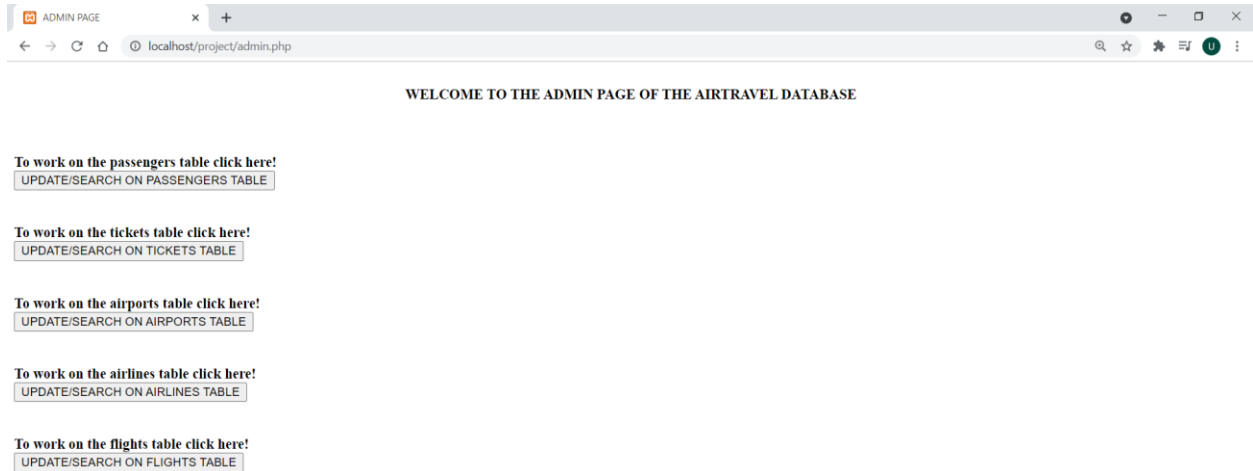 ADMIN PAGE
localhost/project/admin.php
U
WELCOME TO THE ADMIN PAGE OF THE AIRTRAVEL DATABASE
To work on the passengers table click here!
UPDATE/SEARCH ON PASSENGERS TABLE
To work on the tickets table click here!
UPDATE/SEARCH ON TICKETS TABLE
To work on the airports table click here!
UPDATE/SEARCH ON AIRPORTS TABLE
To work on the airlines table click here!
UPDATE/SEARCH ON AIRLINES TABLE
To work on the flights table click here!
UPDATE/SEARCH ON FLIGHTS TABLE